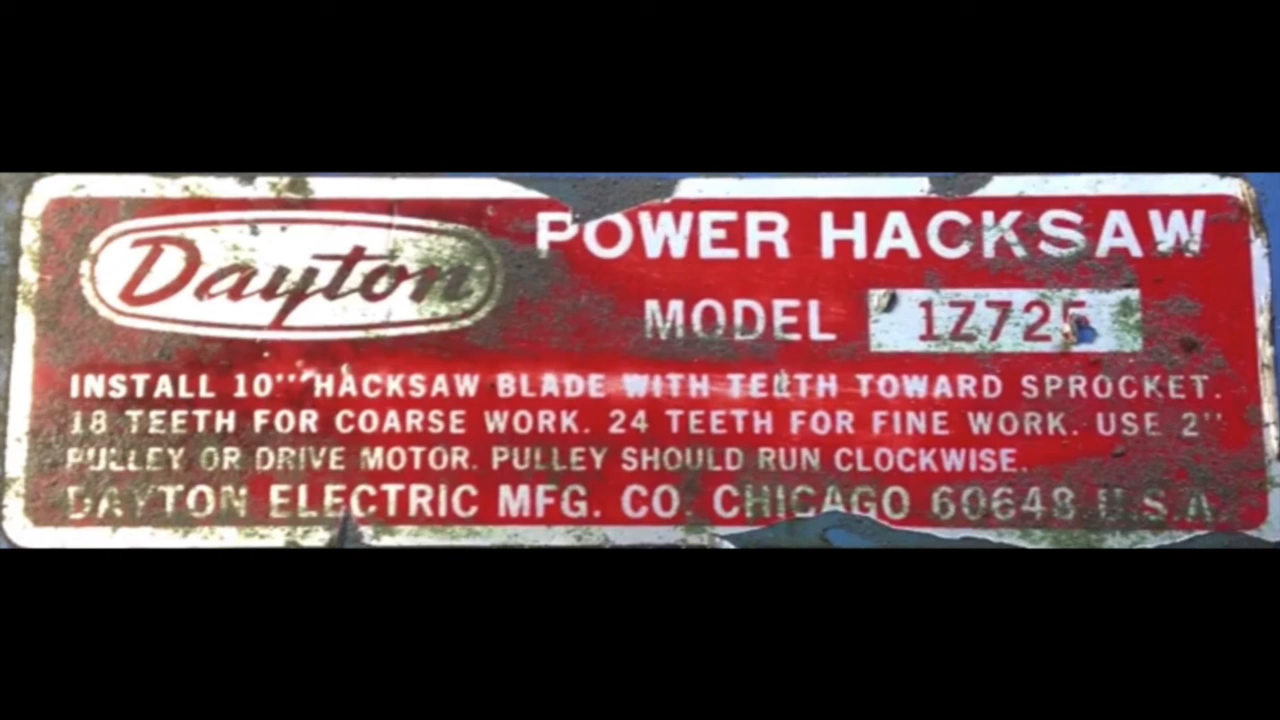 Dayton
POWER HACKSAW
MODEL 1Z725
INSTALL 10" HACKSAW BLADE WITH TEETH TOWARD SPROCKET.
18 TEETH FOR COARSE WORK. 24 TEETH FOR FINE WORK. USE 2"
PULLEY OR DRIVE MOTOR. PULLEY SHOULD RUN CLOCKWISE.
DAYTON ELECTRIC MFG. CO. CHICAGO 60648 U.S.A.